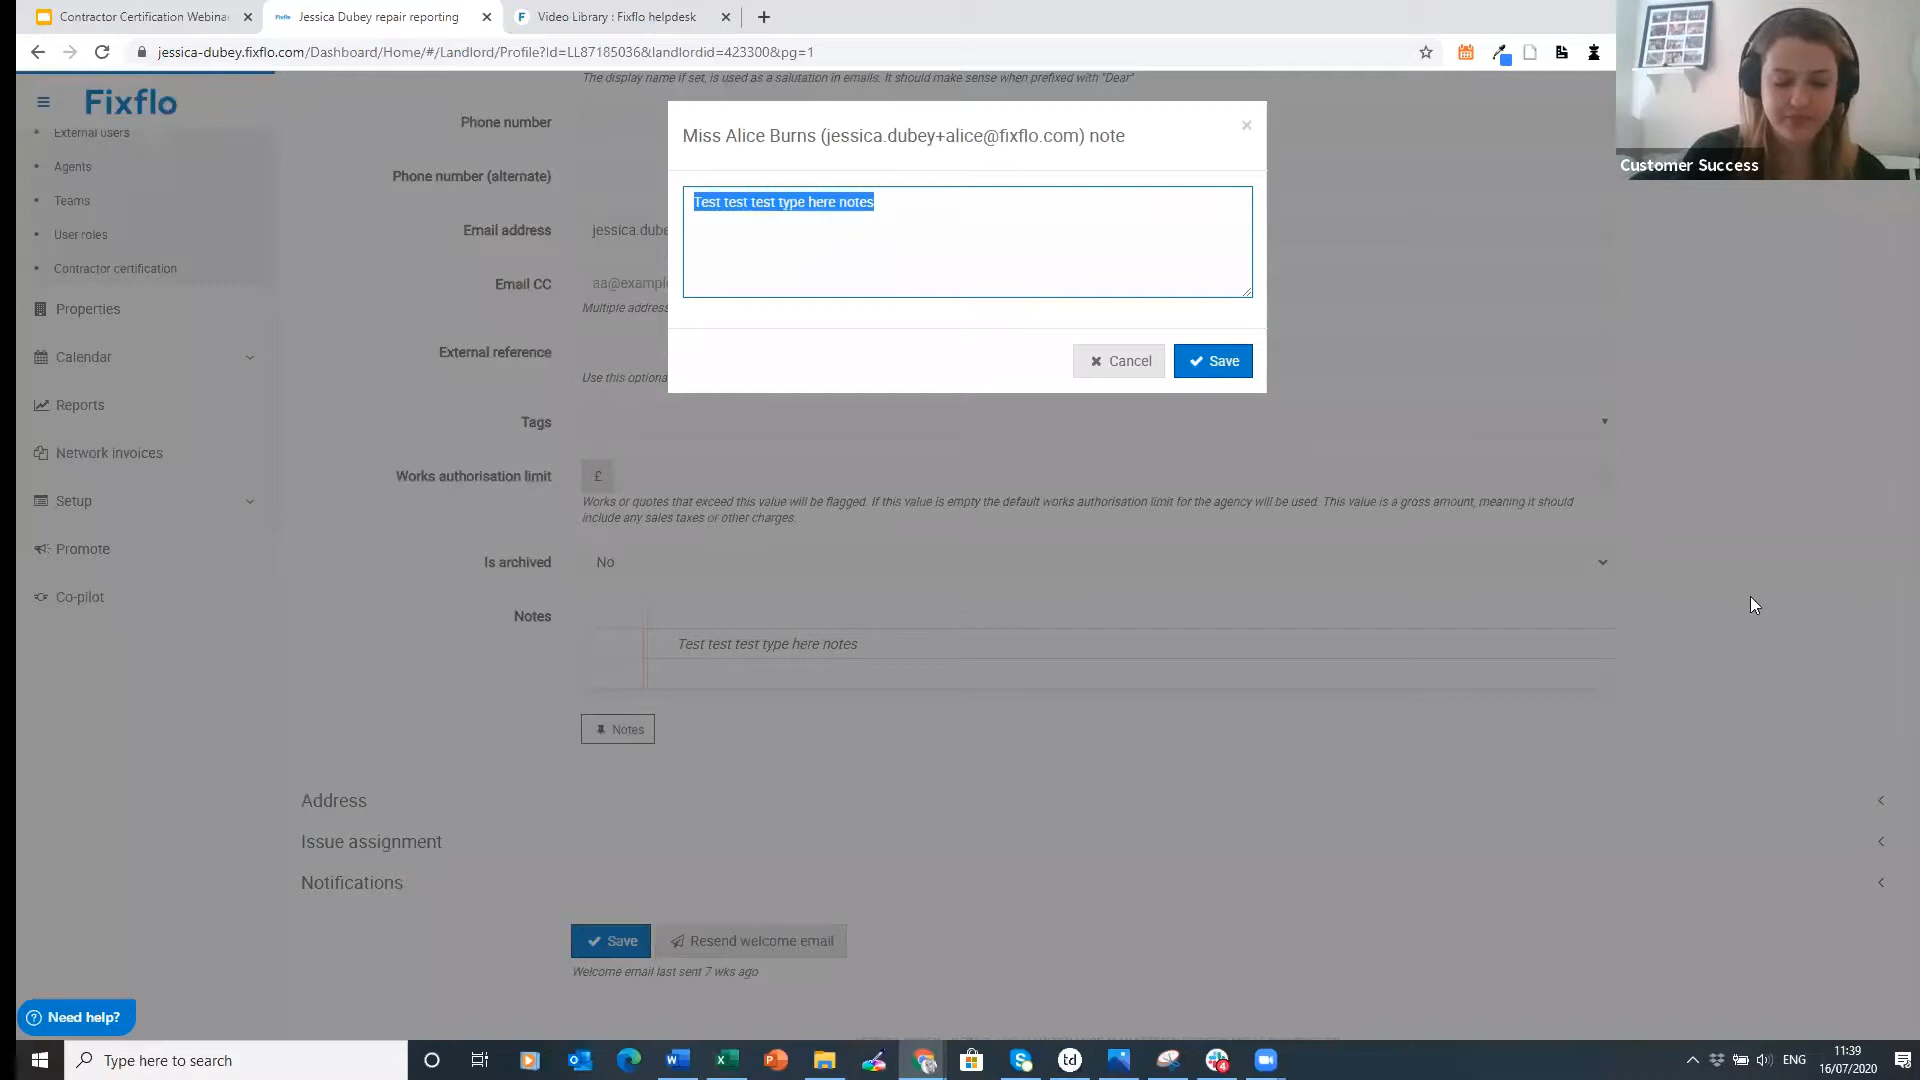 Contractor Certification Webinar
Jessica Dubey repair reporting
Video Library : Fixflo helpdesk
jessica-dubey.fixflo.com/Dashboard/Home/#/Landlord/Profile?Id=LL87185036&landlordid=423300&pg=1
Customer Success
Fixflo
External users
Agents
Teams
User roles
Contractor certification
Properties
Calendar
Reports
Network invoices
Setup
Promote
Co-pilot
The display name if set, is used as a salutation in emails. It should make sense when prefixed with "Dear"
Phone number
Phone number (alternate)
Email address
jessica.dube
Email CC
aa@exampl
Multiple address
External reference
Use this optiona
Miss Alice Burns (jessica.dubey+alice@fixflo.com) note
Test test test type here notes
Cancel
Save
Tags
Works authorisation limit
£
Works or quotes that exceed this value will be flagged. If this value is empty the default works authorisation limit for the agency will be used. This value is a gross amount, meaning it should
include any sales taxes or other charges.
Is archived
No
Notes
Test test test type here notes
Notes
Address
Issue assignment
Notifications
Save
Resend welcome email
Welcome email last sent 7 wks ago
Need help?
Type here to search
ENG
11:39
16/07/2020